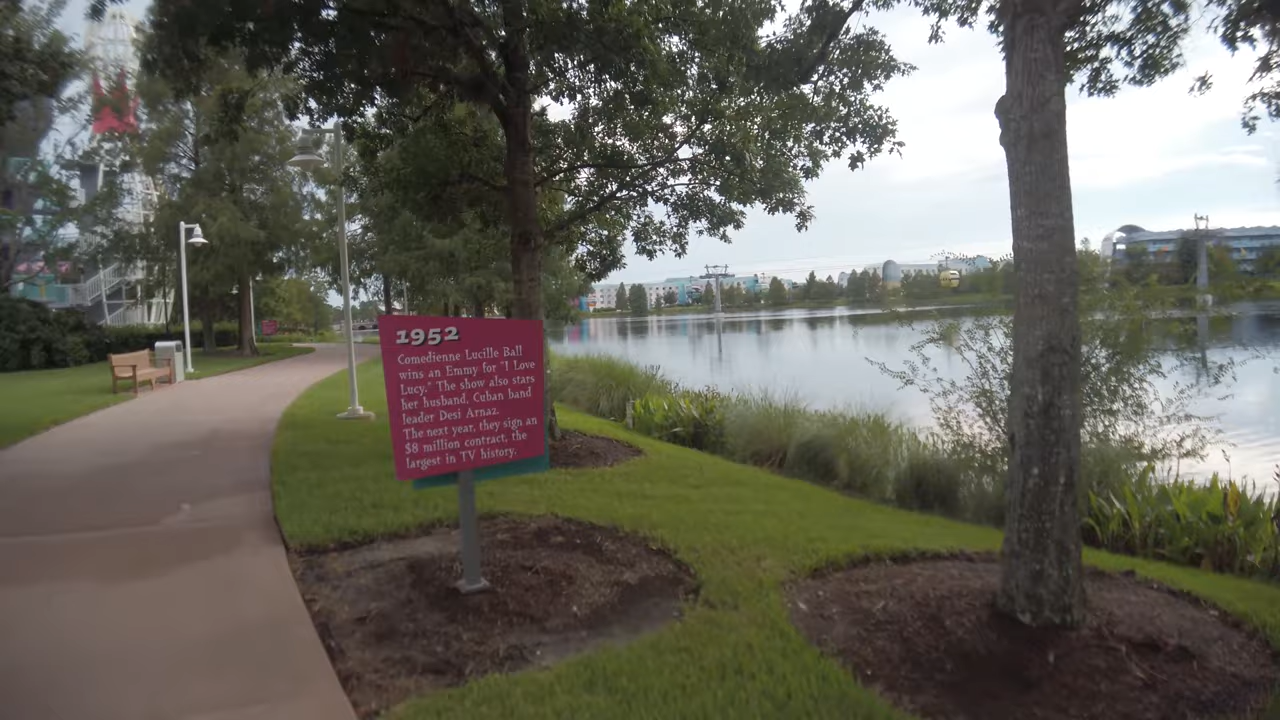 1952
Comedienne Lucille Ball
wins an Emmy for "I Love
Lucy." The show also stars
her husband, Cuban band
leader Desi Arnaz.
The next year, they sign an
$8 million contract, the
largest in TV history.